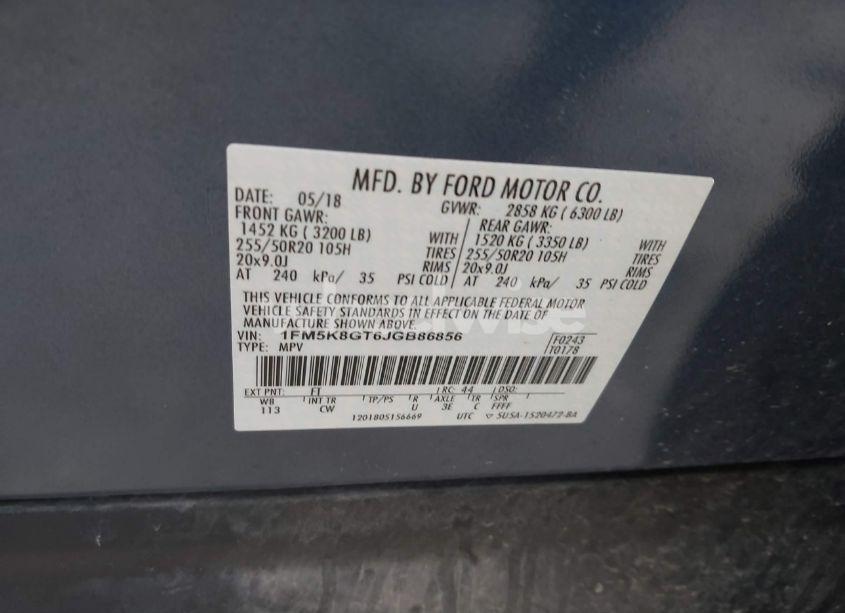 MFD. BY FORD MOTOR CO.
DATE: 05/18 GVWR: 2858 KG ( 6300 LB)
FRONT GAWR: REAR GAWR:
1452 KG ( 3200 LB) WITH 1520 KG ( 3350 LB) WITH
255/50R20 105H TIRES 255/50R20 105H TIRES
20x9.0J RIMS 20x9.0J RIMS
AT 240 kPa/ 35 PSI COLD AT 240 kPa/ 35 PSI COLD
THIS VEHICLE CONFORMS TO ALL APPLICABLE FEDERAL MOTOR
VEHICLE SAFETY STANDARDS IN EFFECT ON THE DATE OF
MANUFACTURE SHOWN ABOVE.
VIN: 1FM5K8GT6JGB86856 F0243
TYPE: MPV T0178
EXT PNT: FT RC: 44 DSO:
WB INT TR TP/PS R AXLE TR SPR
113 CW U 3E C FFFF
1201805156669 UTC ▽ 5U5A-1520472-BA